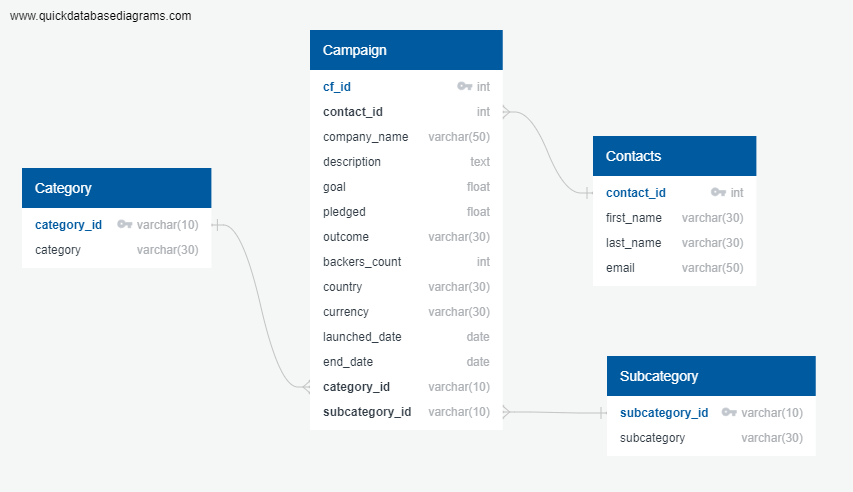 www.quickdatabasediagrams.com
Campaign
cf_id int
contact_id int
company_name varchar(50)
description text
goal float
pledged float
outcome varchar(30)
backers_count int
country varchar(30)
currency varchar(30)
launched_date date
end_date date
category_id varchar(10)
subcategory_id varchar(10)
Category
category_id varchar(10)
category varchar(30)
Contacts
contact_id int
first_name varchar(30)
last_name varchar(30)
email varchar(50)
Subcategory
subcategory_id varchar(10)
subcategory varchar(30)